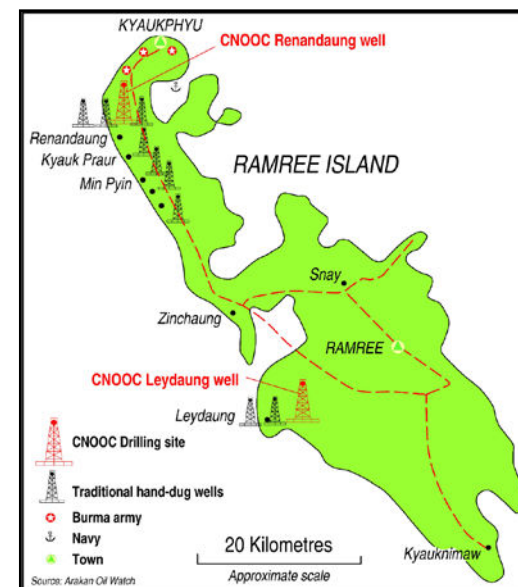 KYAUKPHYU
CNOOC Renandaung well
Renandaung
Kyauk Praur
Min Pyin
RAMREE ISLAND
Snay
Zinchaung
RAMREE
CNOOC Leydaung well
Leydaung
CNOOC Drilling site
Traditional hand-dug wells
Burma army
Navy
Town
20 Kilometres
Approximate scale
Kyauknimaw
Source: Arakan Oil Watch